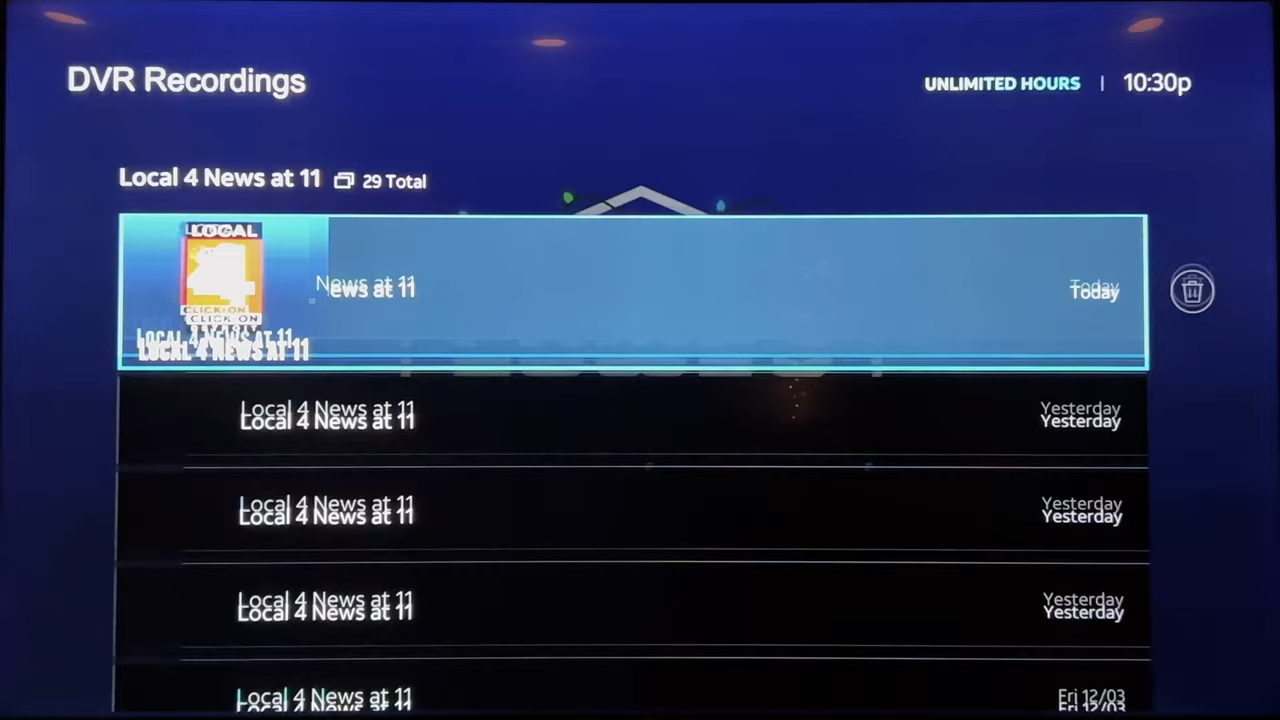 DVR Recordings
UNLIMITED HOURS | 10:30p
Local 4 News at 11 29 Total
LOCAL
4
CLICK ON
DETROIT
LOCAL 4 NEWS AT 11
News at 11 Today
Local 4 News at 11 Yesterday
Local 4 News at 11 Yesterday
Local 4 News at 11 Yesterday
Local 4 News at 11 Fri 12/03